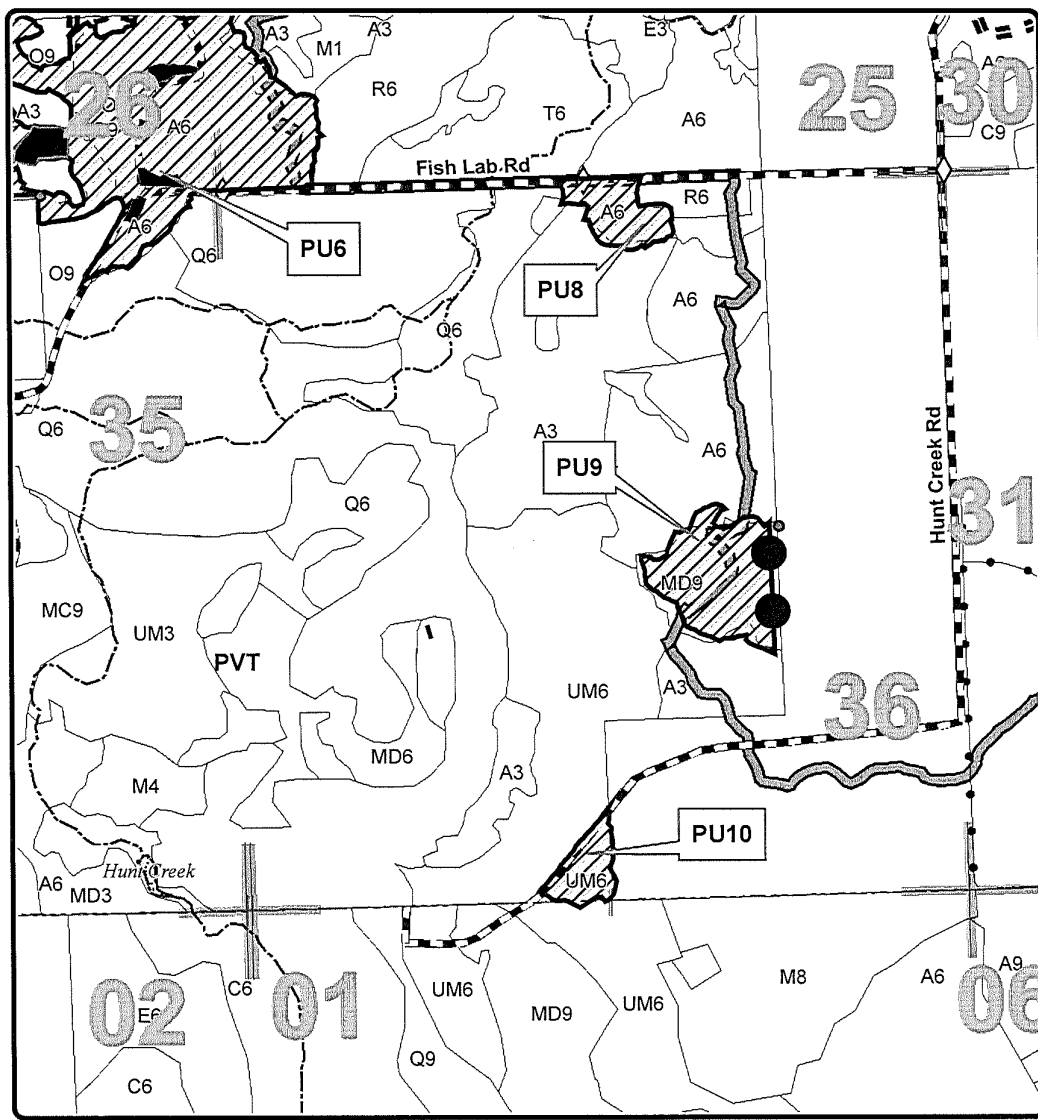 A3
M1
A3
E3
A6
O9
R6
25
30
A3
26
A6
T6
A6
C9
Fish Lab Rd
R6
A6
A6
PU6
Q6
O9
PU8
A6
Q6
35
Q6
A3
A6
PU9
Hunt Creek Rd
Q6
31
MD9
MC9
UM3
PVT
UM6
A3
36
MD6
M4
A3
PU10
Hunt Creek
A6
MD3
UM6
C6
02
01
E6
UM6
MD9
UM6
M8
A6
A9
06
Q9
C6